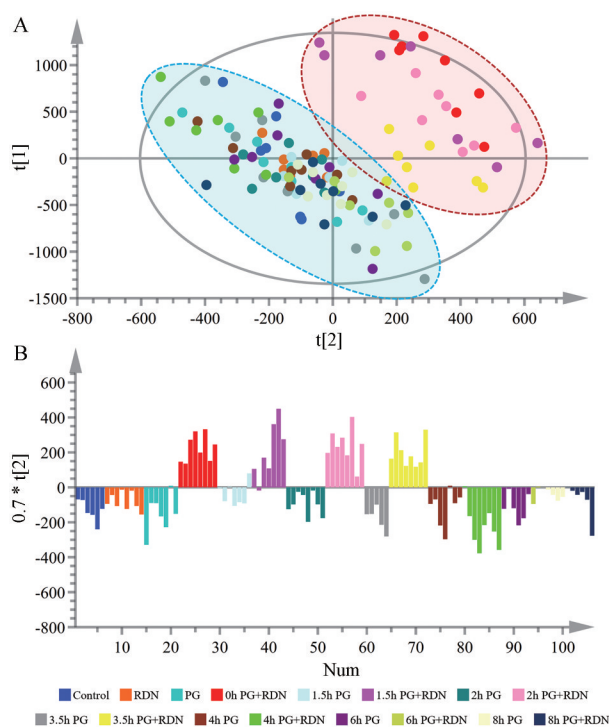 A
t[1]
1000
500
0
-500
-1000
-1500
-800 -600 -400 -200 0 200 400 600
t[2]
B
0.7 * t[2]
600
400
200
0
-200
-400
-600
-800
10 20 30 40 50 60 70 80 90 100
Num
Control RDN PG 0h PG+RDN 1.5h PG 1.5h PG+RDN 2h PG 2h PG+RDN
3.5h PG 3.5h PG+RDN 4h PG 4h PG+RDN 6h PG 6h PG+RDN 8h PG 8h PG+RDN